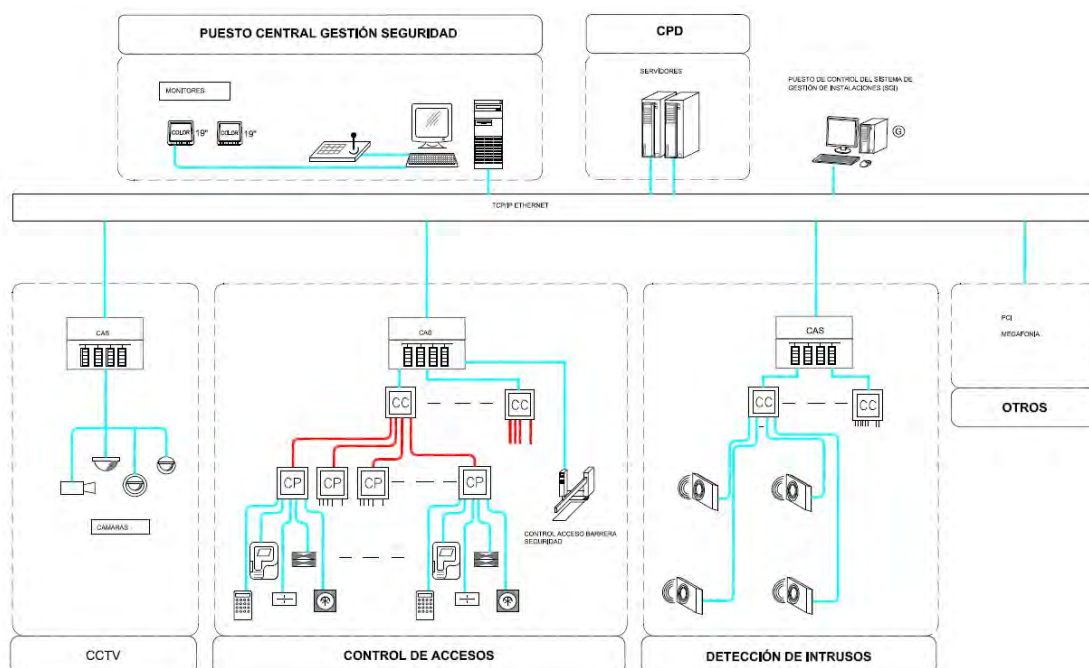 PUESTO CENTRAL GESTIÓN SEGURIDAD
CPD
MONITORES
COLOR 19"
COLOR 19"
SERVIDORES
PUESTO DE CONTROL DEL SISTEMA DE
GESTIÓN DE INSTALACIONES (SGI)
G
TCP/IP ETHERNET
CAS
CAS
CAS
CC
CC
CC
CC
CP
CP
CP
CP
CAMARAS
CONTROL ACCESO BARRERA
SEGURIDAD
PCI
MEGAFONÍA
OTROS
CCTV
CONTROL DE ACCESOS
DETECCIÓN DE INTRUSOS